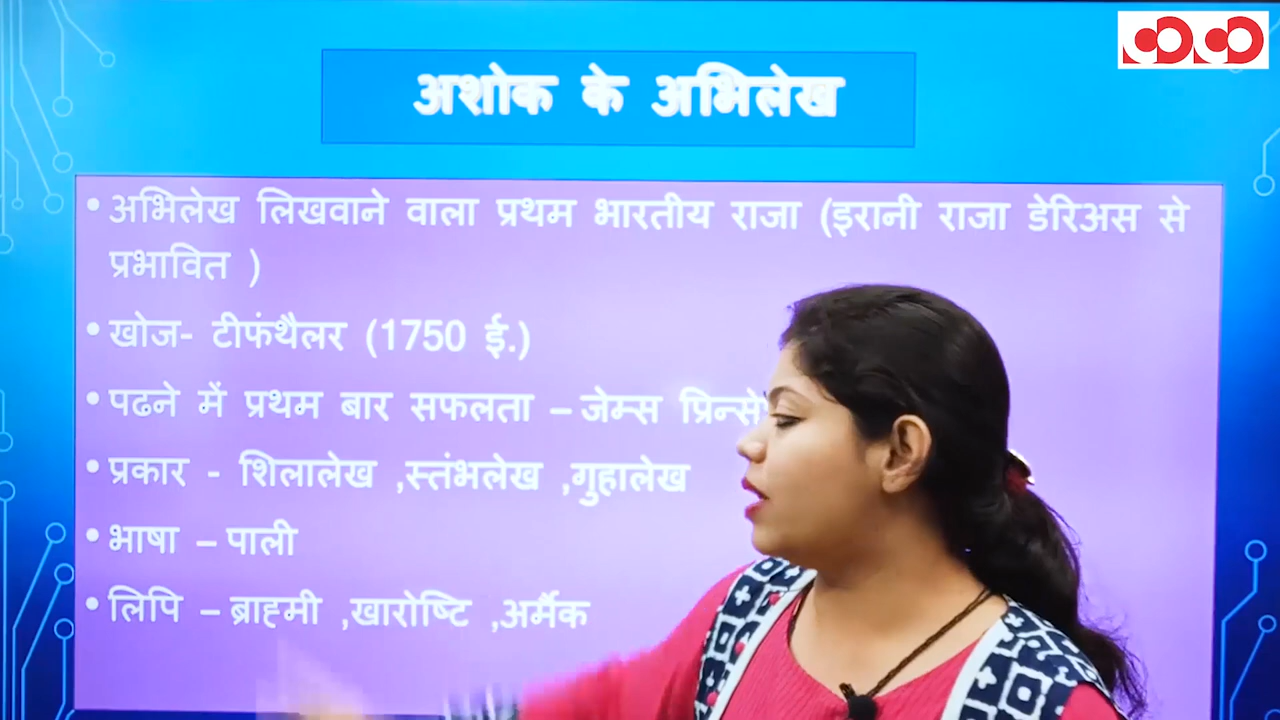 अशोक के अभिलेख
• अभिलेख लिखवाने वाला प्रथम भारतीय राजा (इरानी राजा डेरिअस से
प्रभावित )
• खोज- टीफंथैलर (1750 ई.)
• पढने में प्रथम बार सफलता – जेम्स
• प्रकार - शिलालेख ,स्तंभलेख ,गुहालेख
• भाषा – पाली
• लिपि – ब्राह्मी ,खारोष्टि ,अर्मैक